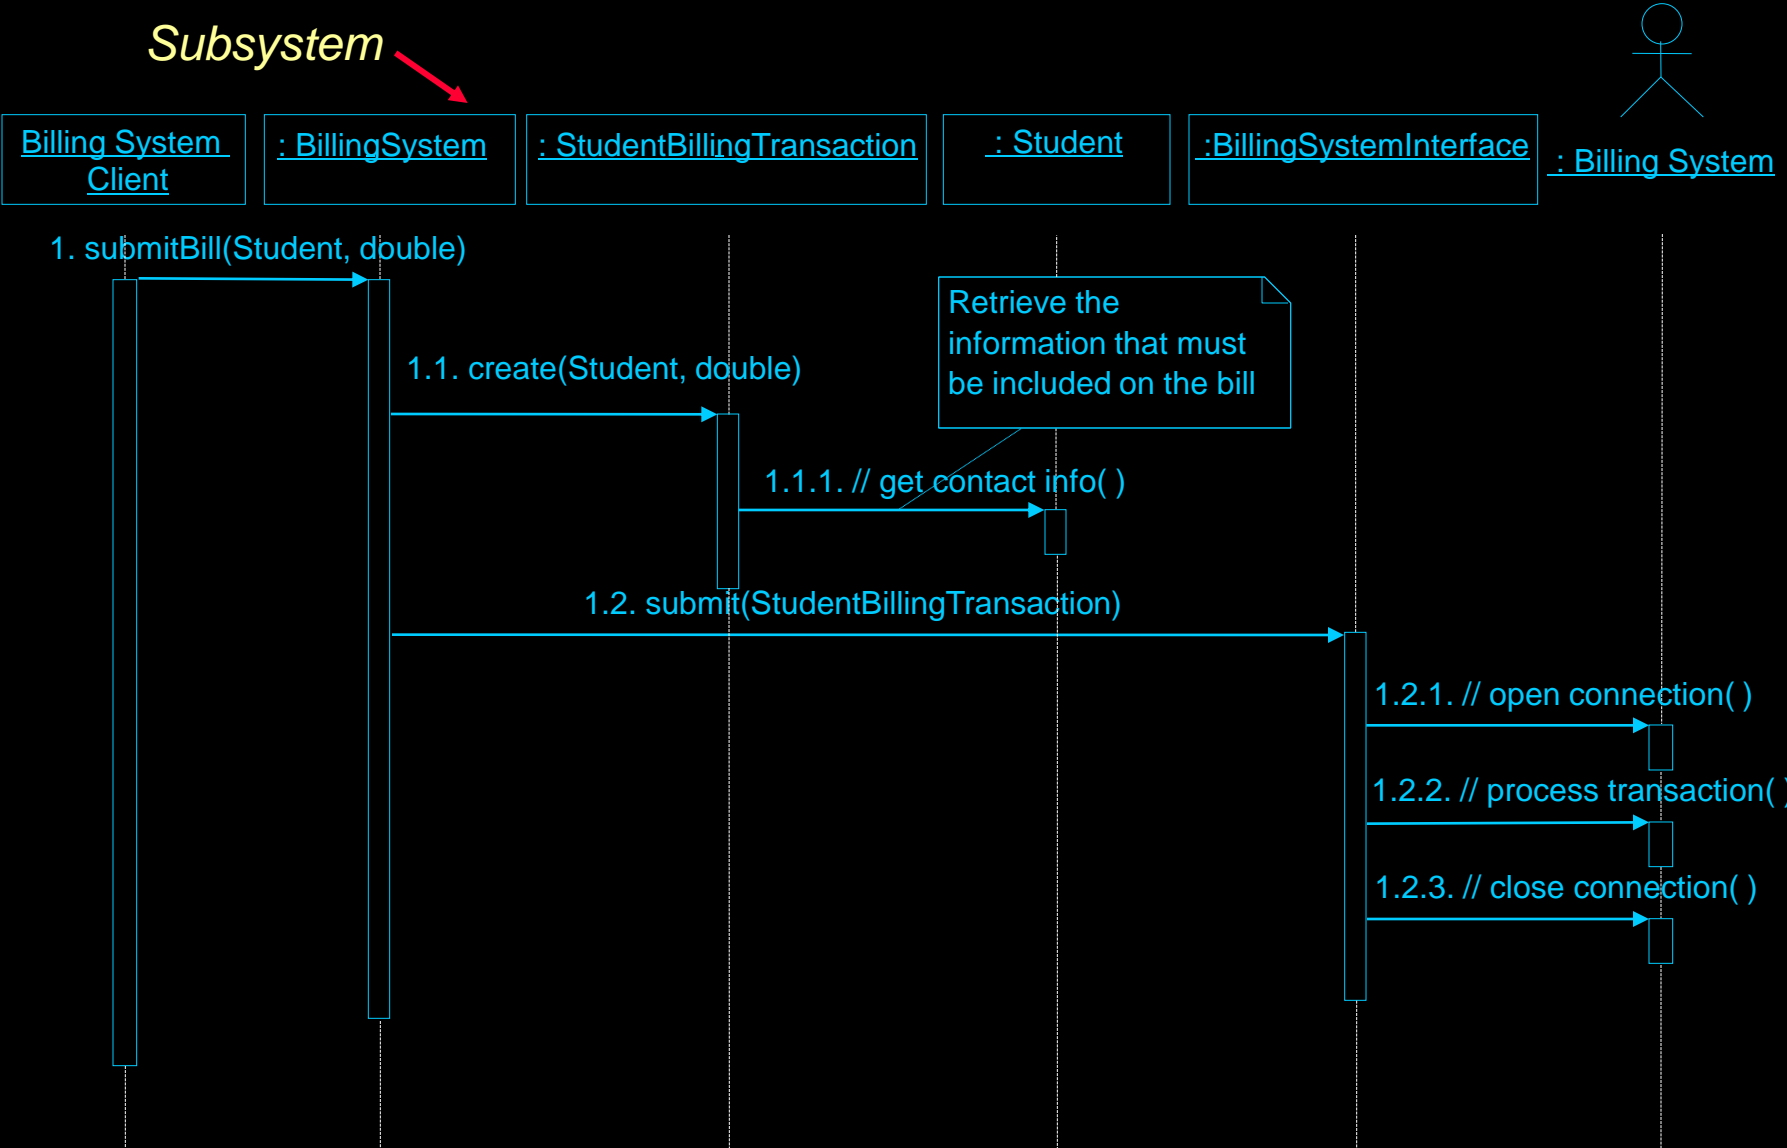 Subsystem
Billing System
Client
: BillingSystem
: StudentBillingTransaction
: Student
:BillingSystemInterface
: Billing System
1. submitBill(Student, double)
Retrieve the
information that must
be included on the bill
1.1. create(Student, double)
1.1.1. // get contact info( )
1.2. submit(StudentBillingTransaction)
1.2.1. // open connection( )
1.2.2. // process transaction( )
1.2.3. // close connection( )